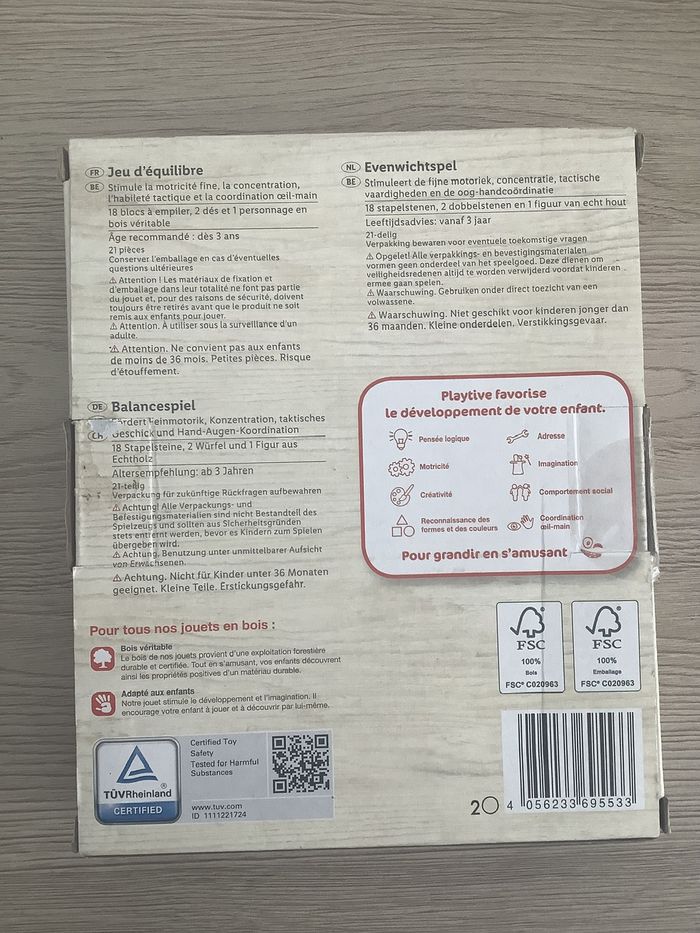 FR BE Jeu d'équilibre
Stimule la motricité fine, la concentration,
l'habileté tactique et la coordination œil-main
18 blocs à empiler, 2 dés et 1 personnage en
bois véritable
Âge recommandé : dès 3 ans
21 pièces
Conserver l'emballage en cas d'éventuelles
questions ultérieures
⚠ Attention ! Les matériaux de fixation et
d'emballage dans leur totalité ne font pas partie
du jouet et, pour des raisons de sécurité, doivent
toujours être retirés avant que le produit ne soit
remis aux enfants pour jouer.
⚠ Attention. À utiliser sous la surveillance d'un
adulte.
⚠ Attention. Ne convient pas aux enfants
de moins de 36 mois. Petites pièces. Risque
d'étouffement.
NL BE Evenwichtspel
Stimuleert de fijne motoriek, concentratie, tactische
vaardigheden en de oog-handcoördinatie
18 stapelstenen, 2 dobbelstenen en 1 figuur van echt hout
Leeftijdsadvies: vanaf 3 jaar
21-delig
Verpakking bewaren voor eventuele toekomstige vragen
⚠ Opgelet! Alle verpakkings- en bevestigingsmaterialen
vormen geen onderdeel van het speelgoed. Deze dienen om
veiligheidsredenen altijd te worden verwijderd voordat kinderen
ermee gaan spelen.
⚠ Waarschuwing. Gebruiken onder direct toezicht van een
volwassene.
⚠ Waarschuwing. Niet geschikt voor kinderen jonger dan
36 maanden. Kleine onderdelen. Verstikkingsgevaar.
DE CH Balancespiel
Fördert Feinmotorik, Konzentration, taktisches
Geschick und Hand-Augen-Koordination
18 Stapelsteine, 2 Würfel und 1 Figur aus
Echtholz
Altersempfehlung: ab 3 Jahren
21-teilig
Verpackung für zukünftige Rückfragen aufbewahren
⚠ Achtung! Alle Verpackungs- und
Befestigungsmaterialien sind nicht Bestandteil des
Spielzeugs und sollten aus Sicherheitsgründen
stets entfernt werden, bevor es Kindern zum Spielen
übergeben wird.
⚠ Achtung. Benutzung unter unmittelbarer Aufsicht
von Erwachsenen.
⚠ Achtung. Nicht für Kinder unter 36 Monaten
geeignet. Kleine Teile. Erstickungsgefahr.
Playtive favorise
le développement de votre enfant.
Pensée logique
Adresse
Motricité
Imagination
Créativité
Comportement social
Reconnaissance des
formes et des couleurs
Coordination
œil-main
Pour grandir en s'amusant
Pour tous nos jouets en bois :
Bois véritable
Le bois de nos jouets provient d'une exploitation forestière
durable et certifiée. Tout en s'amusant, vos enfants découvrent
ainsi les propriétés positives d'un matériau durable.
Adapté aux enfants
Notre jouet stimule le développement et l'imagination. Il
encourage votre enfant à jouer et à découvrir par lui-même.
FSC
100%
Bois
FSC® C020963
FSC
100%
Emballage
FSC® C020963
TÜVRheinland®
CERTIFIED
Certified Toy
Safety
Tested for Harmful
Substances
www.tuv.com
ID 1111221724
2
4 056233 695533